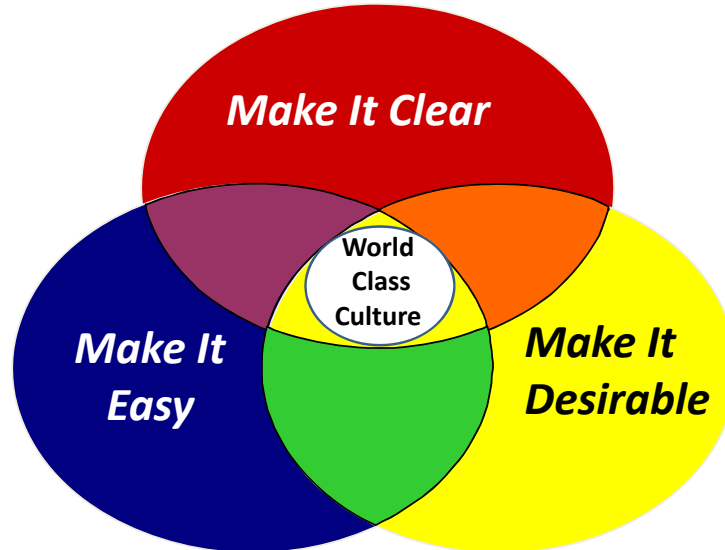 Make It Clear
World
Class
Culture
Make It
Easy
Make It
Desirable